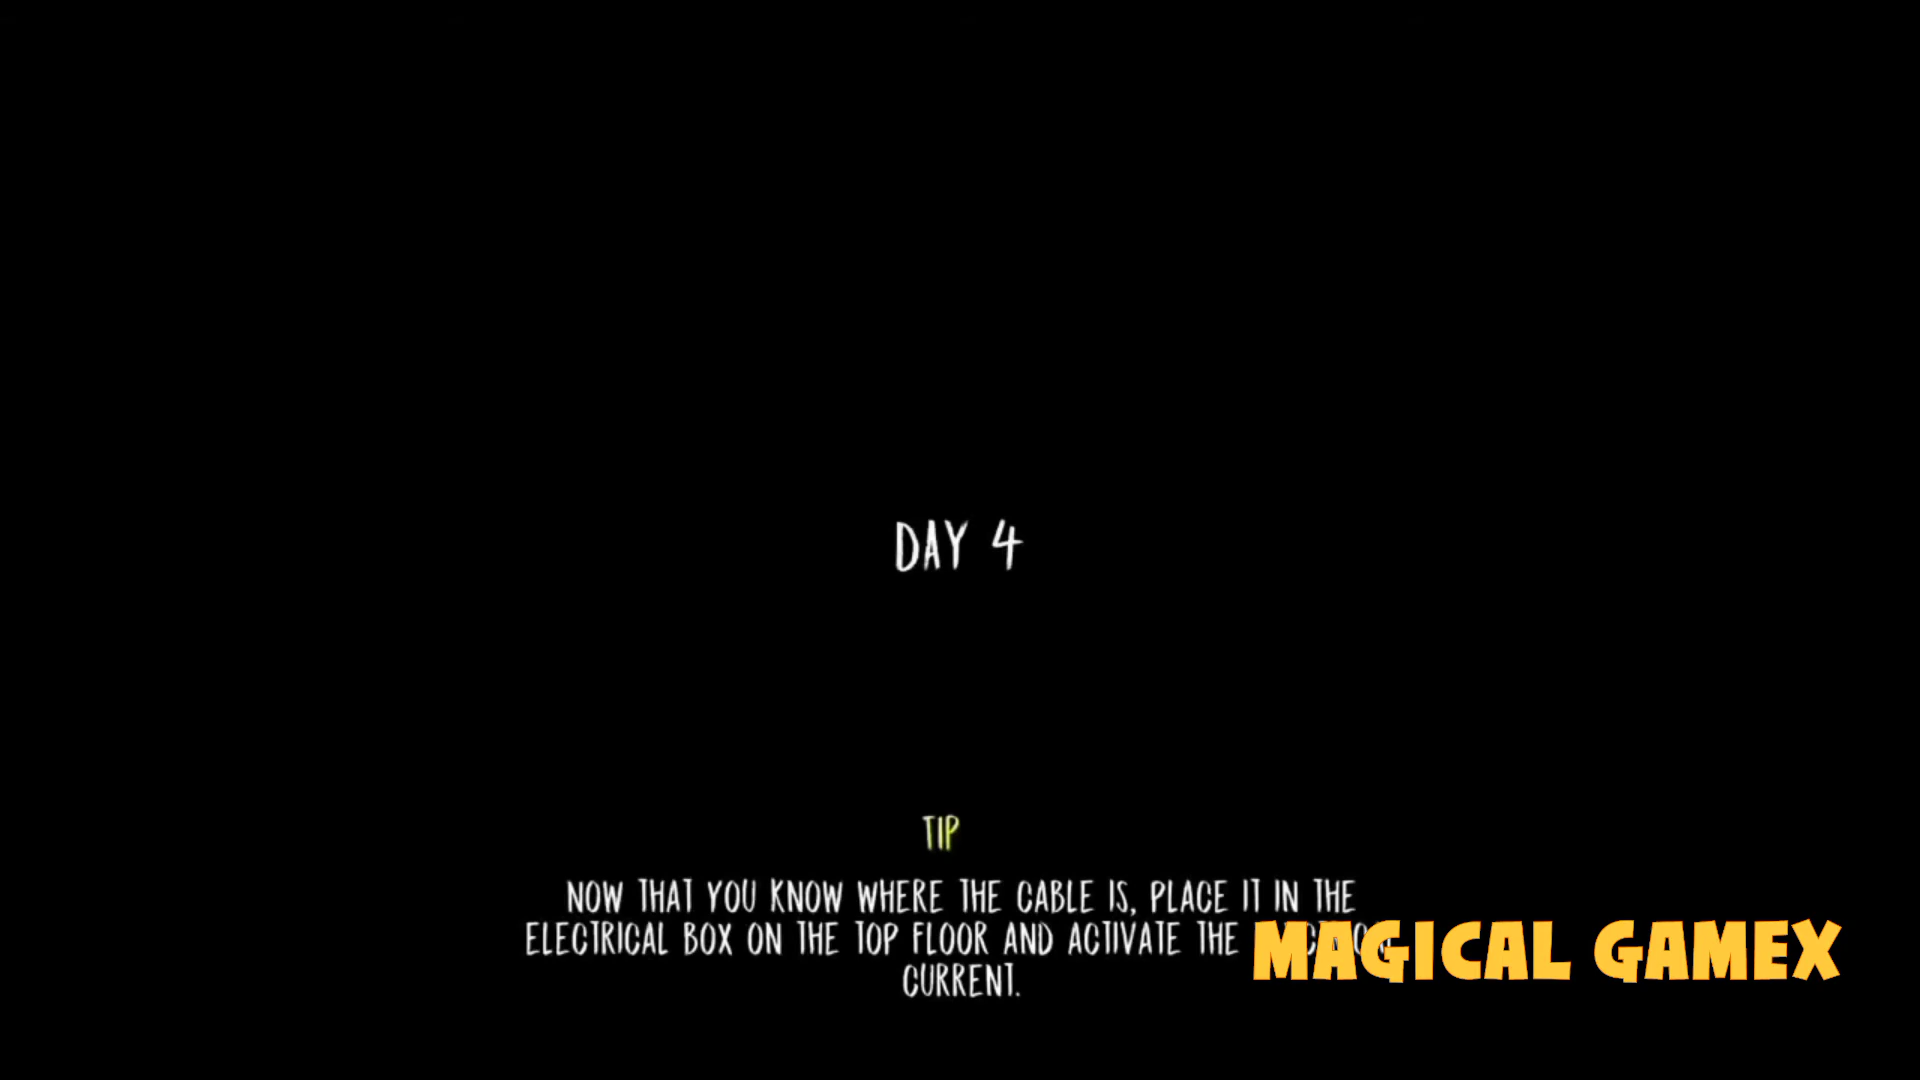 DAY 4
TIP
NOW THAT YOU KNOW WHERE THE CABLE IS, PLACE IT IN THE
ELECTRICAL BOX ON THE TOP FLOOR AND ACTIVATE THE
MAGICAL GAMEX
CURRENT.